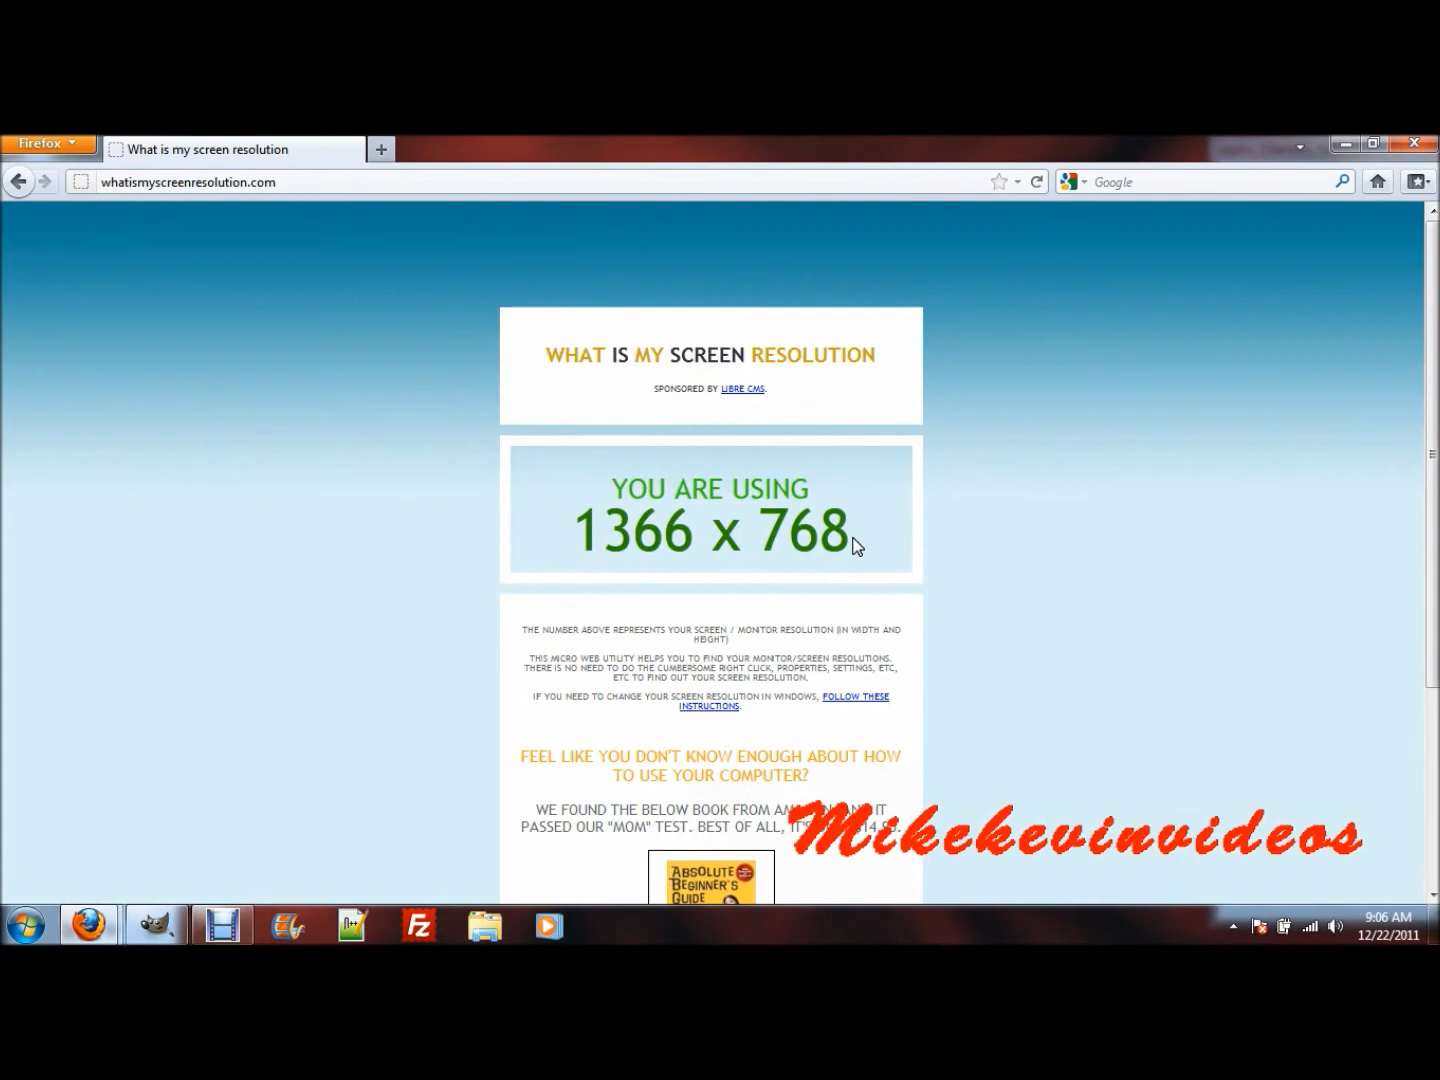 Firefox
What is my screen resolution
whatismyscreenresolution.com
Google
WHAT IS MY SCREEN RESOLUTION
SPONSORED BY LIBRE CMS.
YOU ARE USING
1366 x 768
THE NUMBER ABOVE REPRESENTS YOUR SCREEN / MONITOR RESOLUTION (IN WIDTH AND
HEIGHT)
THIS MICRO WEB UTILITY HELPS YOU TO FIND YOUR MONITOR/SCREEN RESOLUTIONS.
THERE IS NO NEED TO DO THE CUMBERSOME RIGHT CLICK, PROPERTIES, SETTINGS, ETC,
ETC TO FIND OUT YOUR SCREEN RESOLUTION.
IF YOU NEED TO CHANGE YOUR SCREEN RESOLUTION IN WINDOWS, FOLLOW THESE
INSTRUCTIONS.
FEEL LIKE YOU DON'T KNOW ENOUGH ABOUT HOW
TO USE YOUR COMPUTER?
WE FOUND THE BELOW BOOK FROM IT
PASSED OUR "MOM" TEST. BEST OF ALL,
Mikekevinvideos
ABSOLUTE
BEGINNER'S
GUIDE
Fz
9:06 AM
12/22/2011